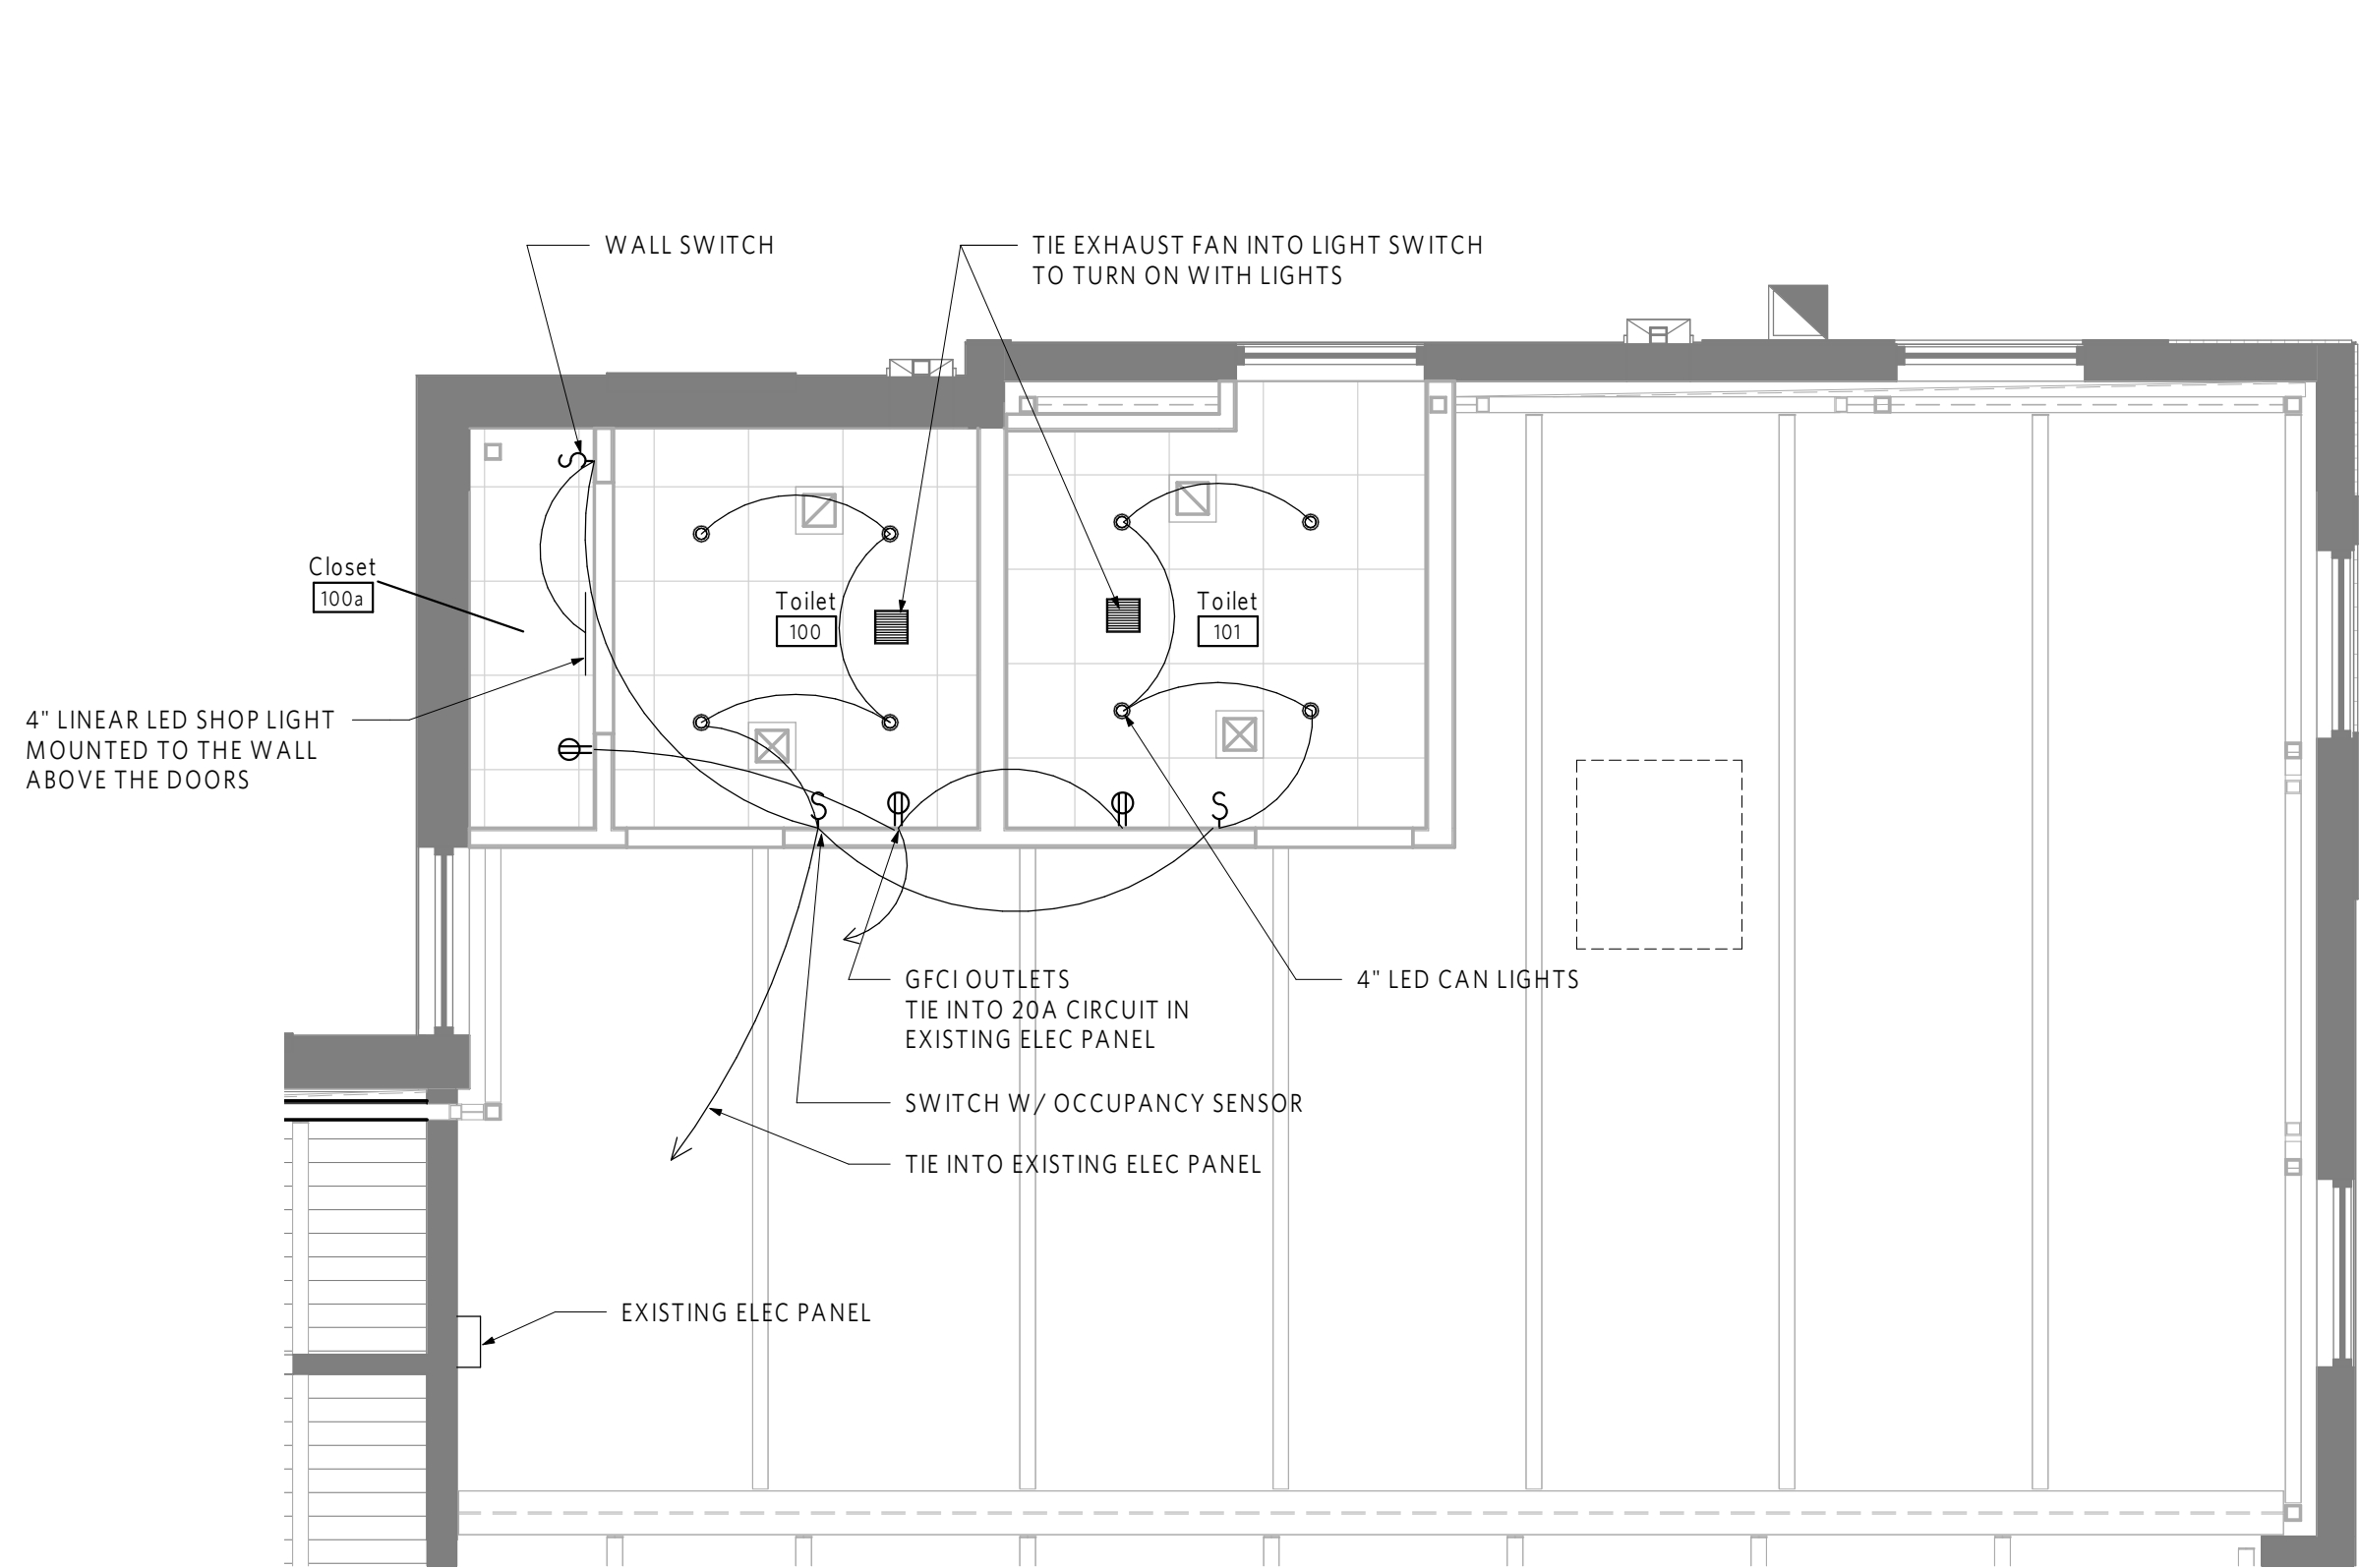 WALL SWITCH
TIE EXHAUST FAN INTO LIGHT SWITCH
TO TURN ON WITH LIGHTS
Closet
100a
Toilet
100
Toilet
101
4" LINEAR LED SHOP LIGHT
MOUNTED TO THE WALL
ABOVE THE DOORS
S
S
S
GFCI OUTLETS
TIE INTO 20A CIRCUIT IN
EXISTING ELEC PANEL
4" LED CAN LIGHTS
SWITCH W/ OCCUPANCY SENSOR
TIE INTO EXISTING ELEC PANEL
EXISTING ELEC PANEL